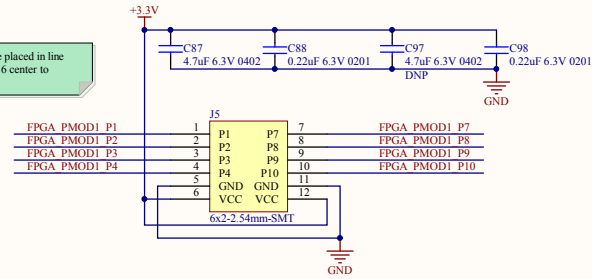 +3.3V
e placed in line
6 center to
C87
4.7uF 6.3V 0402
C88
0.22uF 6.3V 0201
C97
4.7uF 6.3V 0402
DNP
C98
0.22uF 6.3V 0201
GND
J5
FPGA_PMOD1_P1 1 P1 P7 7 FPGA_PMOD1_P7
FPGA_PMOD1_P2 2 P2 P8 8 FPGA_PMOD1_P8
FPGA_PMOD1_P3 3 P3 P9 9 FPGA_PMOD1_P9
FPGA_PMOD1_P4 4 P4 P10 10 FPGA_PMOD1_P10
5 GND GND 11
6 VCC VCC 12
6x2-2.54mm-SMT
GND